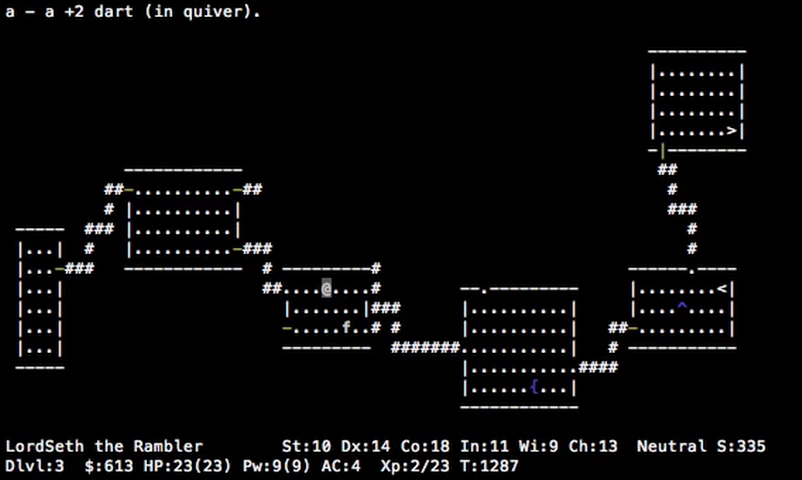 a - a +2 dart (in quiver).
----------
|........|
|........|
|........|
|.......>|
-|--------
------------
##-..........-##
##
# |..........|
#
###
----- ### |..........|
#
|...| # |..........-###
#
|...-### ------------ # ---------#
-------.----
|...| ##....@....# --.---------
|........<|
|...| |.......|### |..........|
|....^....|
|...| -.....f..# # |..........|
##-.........|
|...| --------- #######...........|
# -----------
----- |...........####
|......{...|
------------
LordSeth the Rambler St:10 Dx:14 Co:18 In:11 Wi:9 Ch:13 Neutral S:335
Dlvl:3 $:613 HP:23(23) Pw:9(9) AC:4 Xp:2/23 T:1287